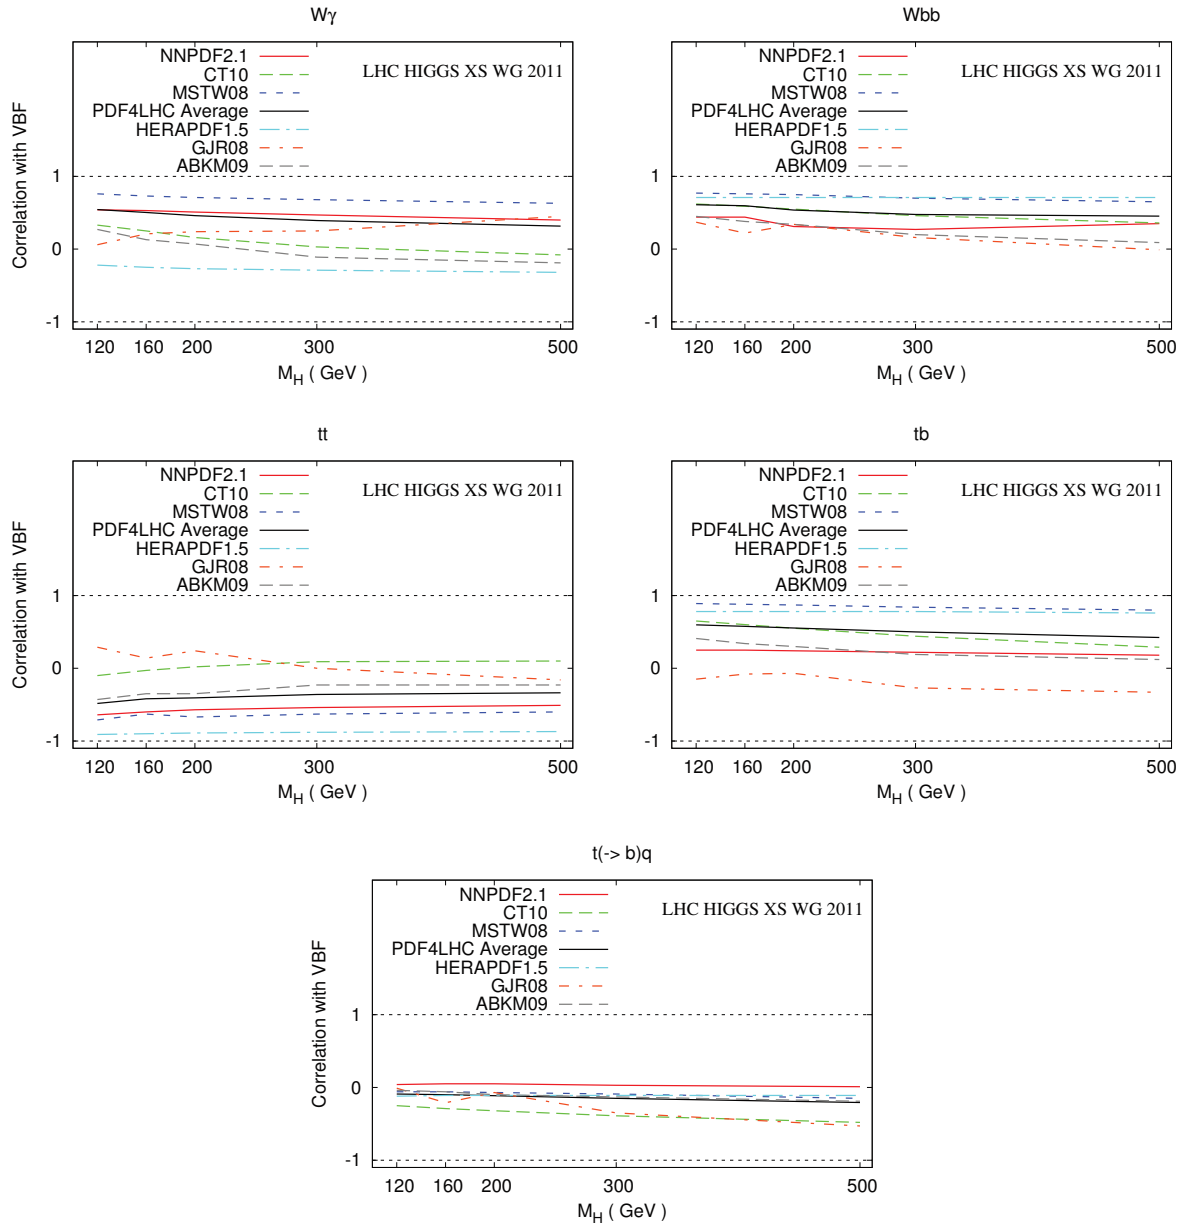 Wγ
NNPDF2.1
CT10
MSTW08
PDF4LHC Average
HERAPDF1.5
GJR08
ABKM09
LHC HIGGS XS WG 2011
Correlation with VBF
1
0
-1
120 160 200 300 500
M_H ( GeV )
Wbb
NNPDF2.1
CT10
MSTW08
PDF4LHC Average
HERAPDF1.5
GJR08
ABKM09
LHC HIGGS XS WG 2011
1
0
-1
120 160 200 300 500
M_H ( GeV )
tt
NNPDF2.1
CT10
MSTW08
PDF4LHC Average
HERAPDF1.5
GJR08
ABKM09
LHC HIGGS XS WG 2011
Correlation with VBF
1
0
-1
120 160 200 300 500
M_H ( GeV )
tb
NNPDF2.1
CT10
MSTW08
PDF4LHC Average
HERAPDF1.5
GJR08
ABKM09
LHC HIGGS XS WG 2011
1
0
-1
120 160 200 300 500
M_H ( GeV )
t(-> b)q
NNPDF2.1
CT10
MSTW08
PDF4LHC Average
HERAPDF1.5
GJR08
ABKM09
LHC HIGGS XS WG 2011
Correlation with VBF
1
0
-1
120 160 200 300 500
M_H ( GeV )